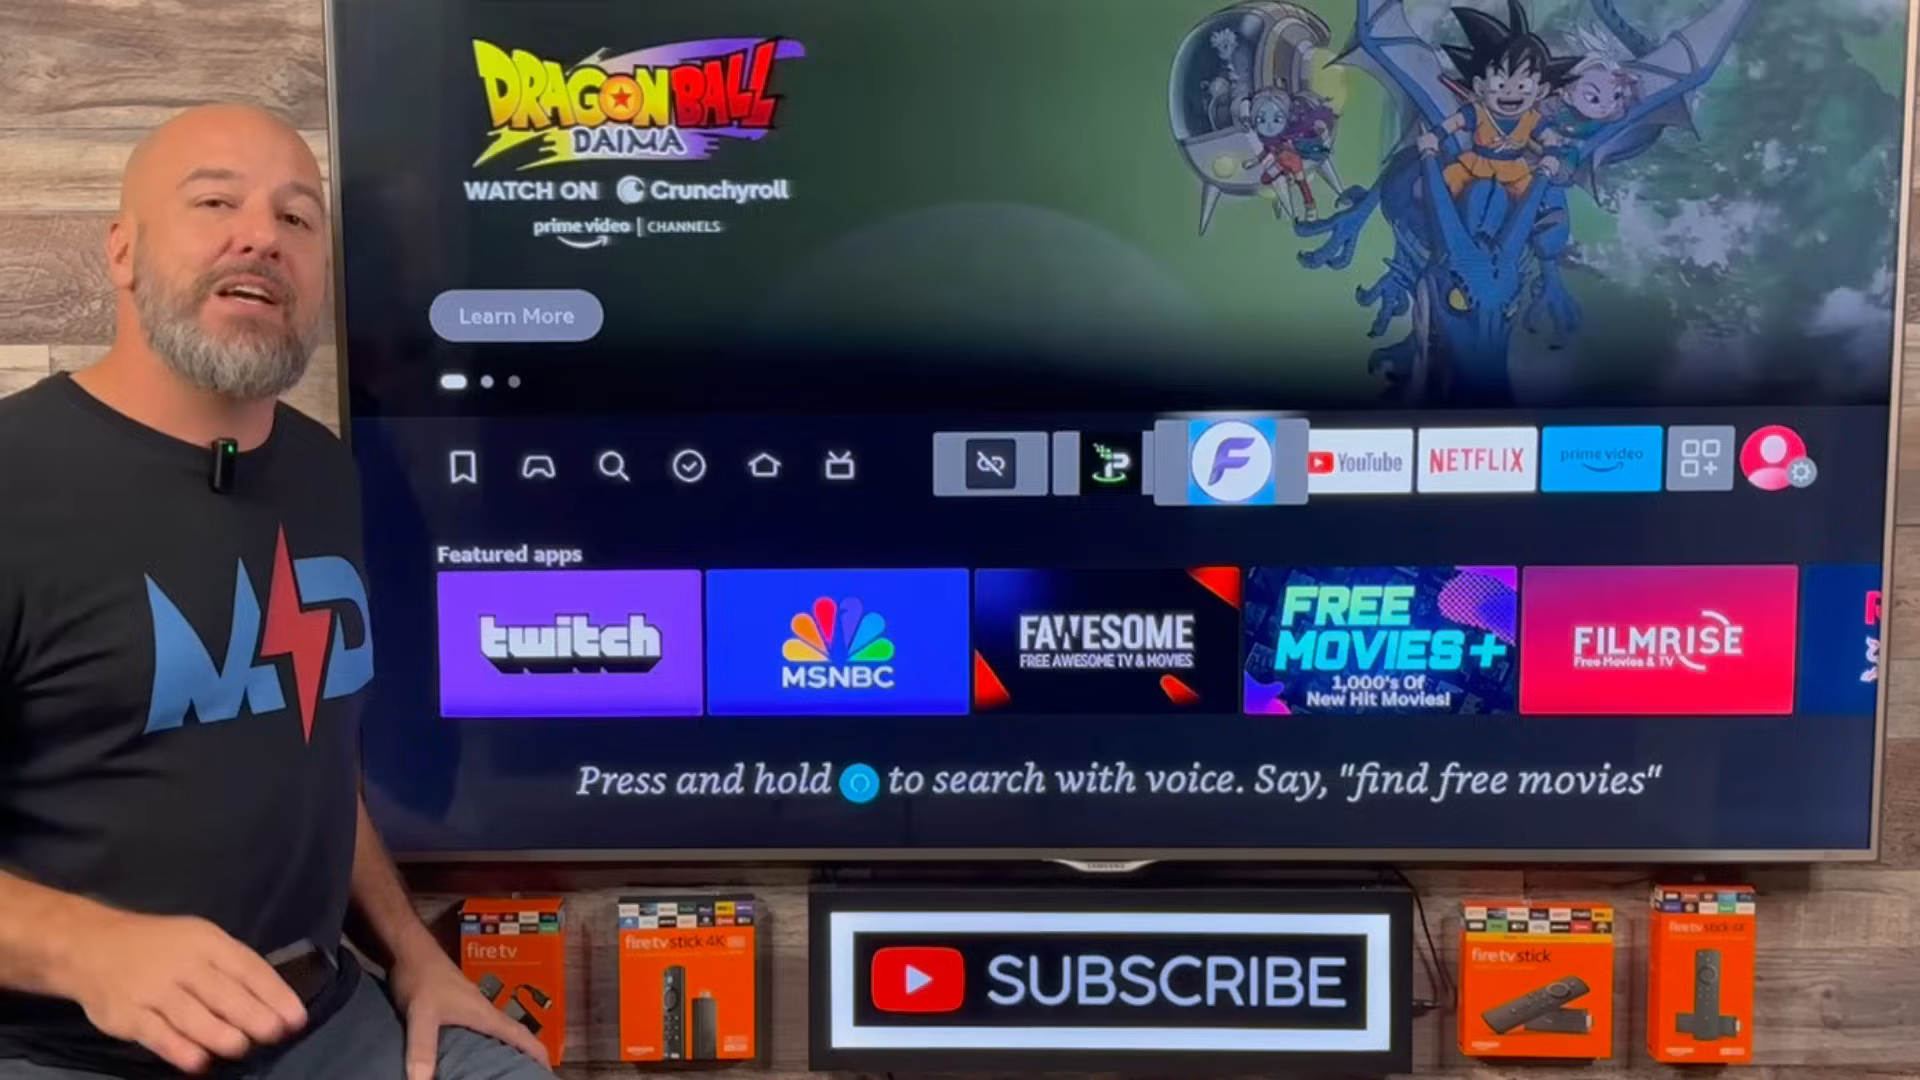 DRAGON BALL
DAIMA
WATCH ON Crunchyroll
prime video | CHANNELS
Learn More
YouTube
NETFLIX
prime video
Featured apps
twitch
MSNBC
FAWESOME
FREE AWESOME TV & MOVIES
FREE
MOVIES+
1,000's Of
New Hit Movies!
FILMRISE
Free Movies & TV
Press and hold to search with voice. Say, "find free movies"
SAMSUNG
MD
SUBSCRIBE
fire tv
fire tv stick 4K
fire tv stick
fire tv stick 4K